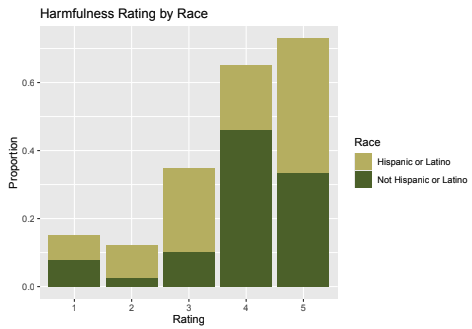 Harmfulness Rating by Race
Proportion
0.6
0.4
0.2
0.0
1 2 3 4 5
Rating
Race
Hispanic or Latino
Not Hispanic or Latino